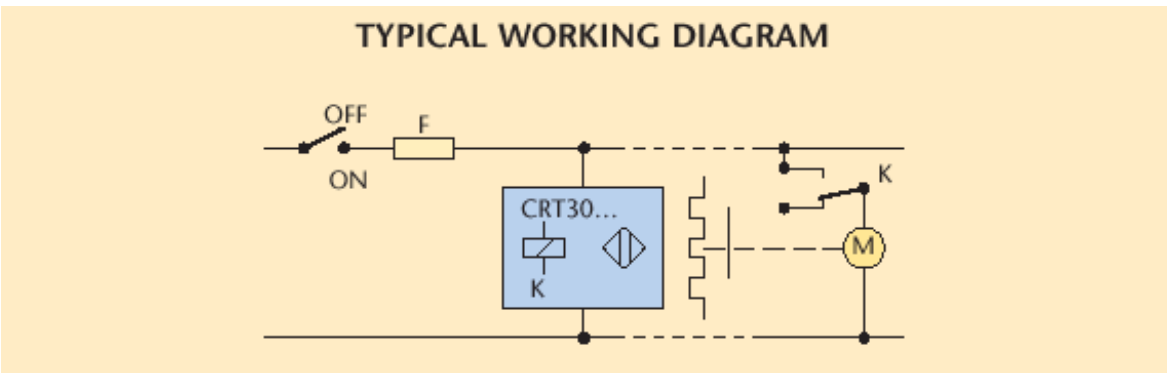 TYPICAL WORKING DIAGRAM
OFF
F
ON
K
CRT30...
M
K